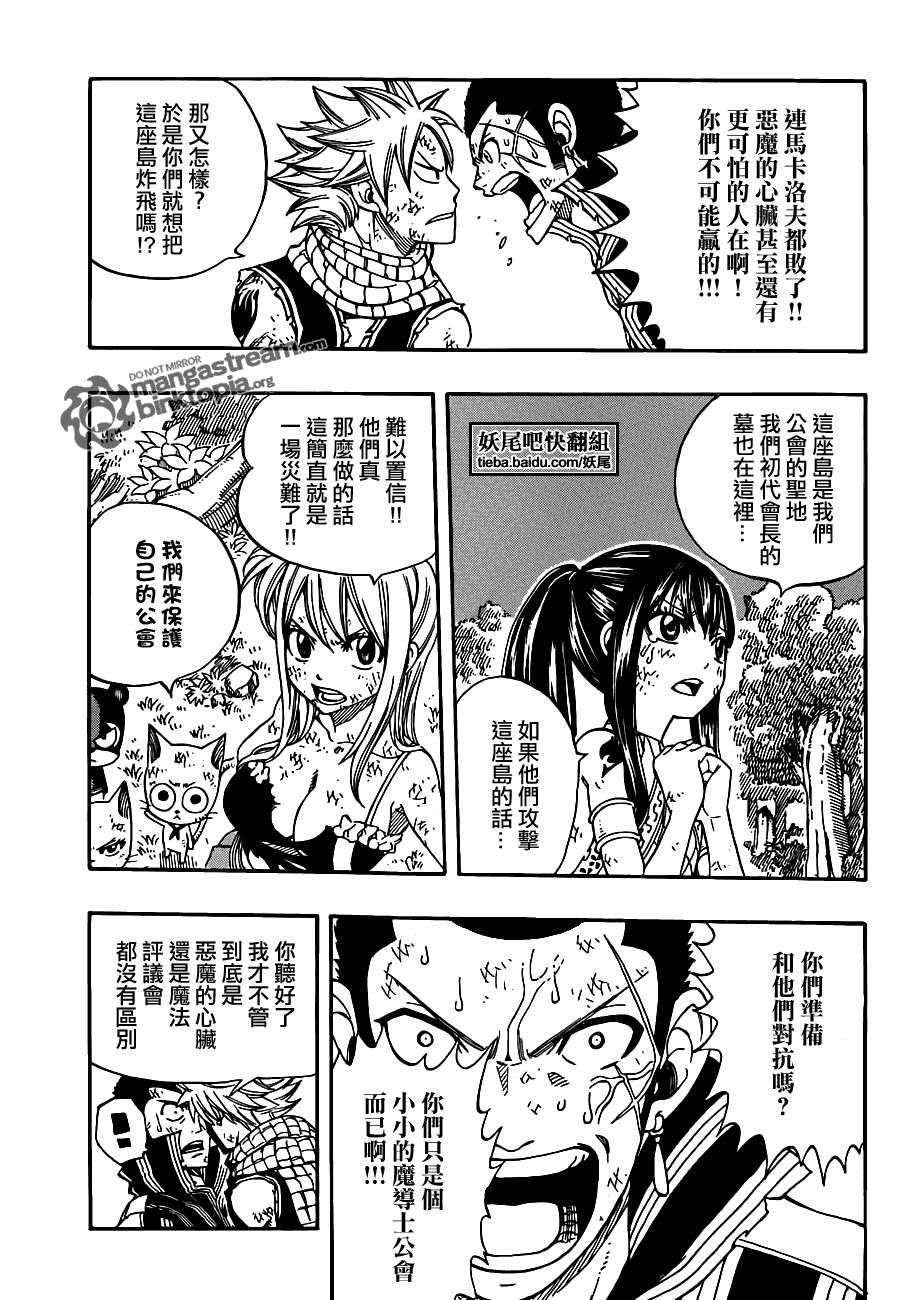 連馬卡洛夫都敗了!!
惡魔的心臟甚至還有
更可怕的人在啊!
你們不可能贏的!!!
那又怎樣?
於是你們就想把
這座島炸飛嗎!?
DO NOT MIRROR
mangastream.com
binktopia.org
這座島是我們
公會的聖地
我們初代會長的
墓也在這裡…
妖尾吧快翻組
tieba.baidu.com/妖尾
如果他們攻擊
這座島的話…
難以置信!!
他們真
那麼做的話
這簡直就是
一場災難了!!
我們來保護
自己的公會
你們準備
和他們對抗嗎?
你們只是個
小小的魔導士公會
而已啊!!!
你聽好了
我才不管
到底是
惡魔的心臟
還是魔法
評議會
都沒有區別
!